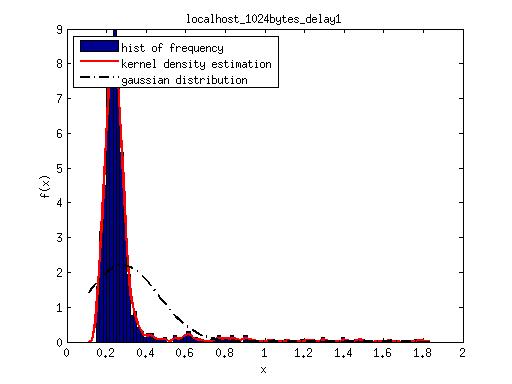 localhost_1024bytes_delay1
hist of frequency
kernel density estimation
gaussian distribution
9
8
7
6
5
4
3
2
1
0
f(x)
0 0.2 0.4 0.6 0.8 1 1.2 1.4 1.6 1.8 2
x